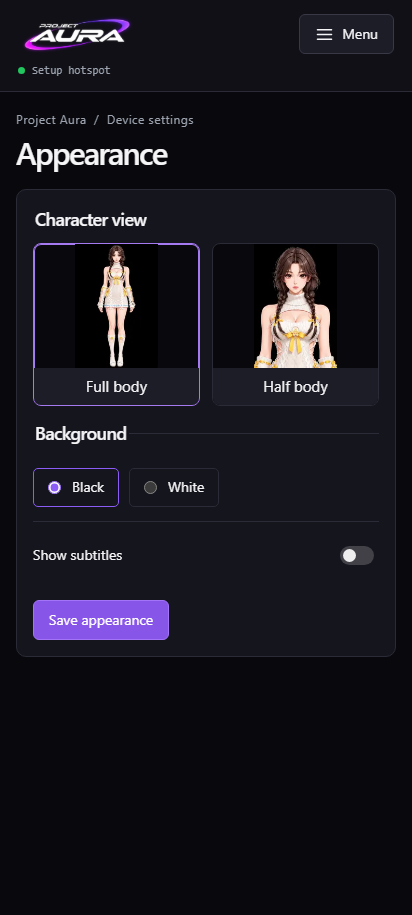 PROJECT
AURA
Menu
Setup hotspot
Project Aura / Device settings
Appearance
Character view
Full body
Half body
Background
Black
White
Show subtitles
Save appearance